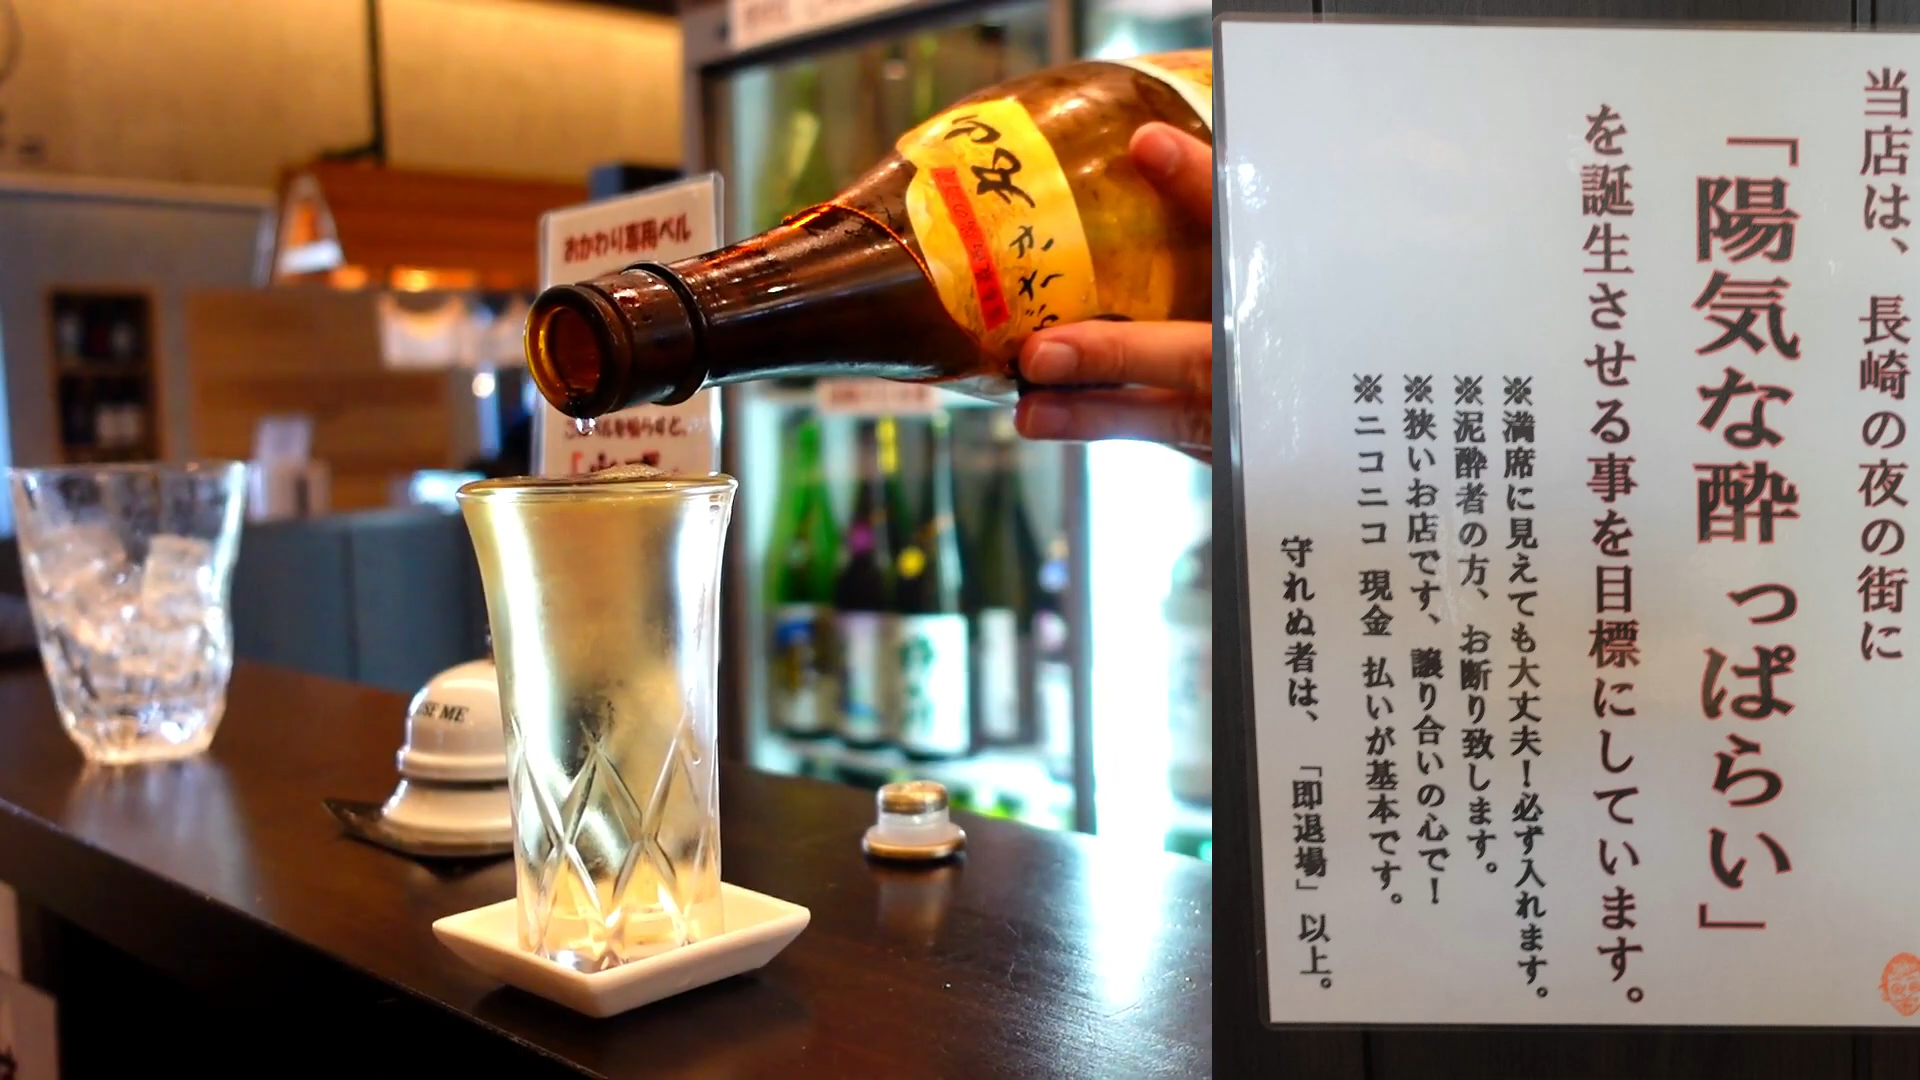 おかわり専用ベル
USE ME
当店は、長崎の夜の街に
「陽気な酔っぱらい」
を誕生させる事を目標にしています。
※満席に見えても大丈夫！必ず入れます。
※泥酔者の方、お断り致します。
※狭いお店です、譲り合いの心で！
※ニコニコ 現金 払いが基本です。
守れぬ者は、「即退場」以上。